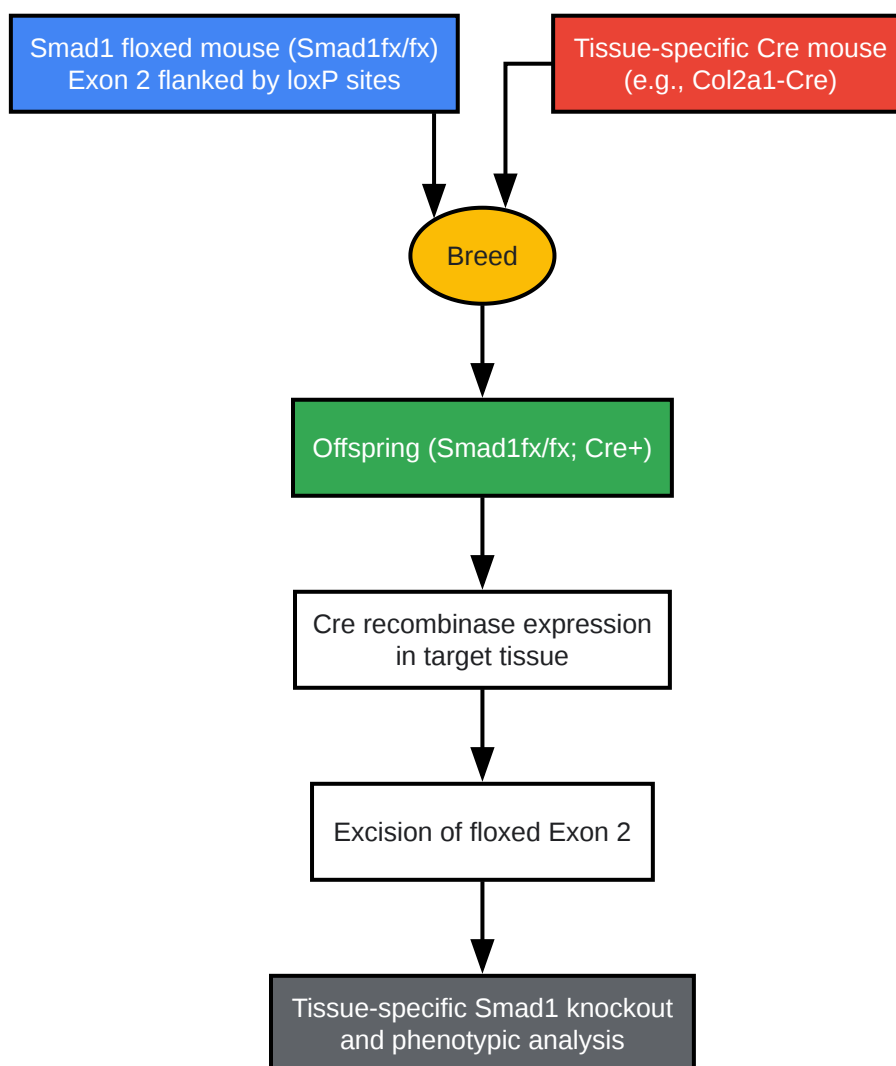 Smad1 floxed mouse (Smad1fx/fx)
Exon 2 flanked by loxP sites
Tissue-specific Cre mouse
(e.g., Col2a1-Cre)
Breed
Offspring (Smad1fx/fx; Cre+)
Cre recombinase expression
in target tissue
Excision of floxed Exon 2
Tissue-specific Smad1 knockout
and phenotypic analysis